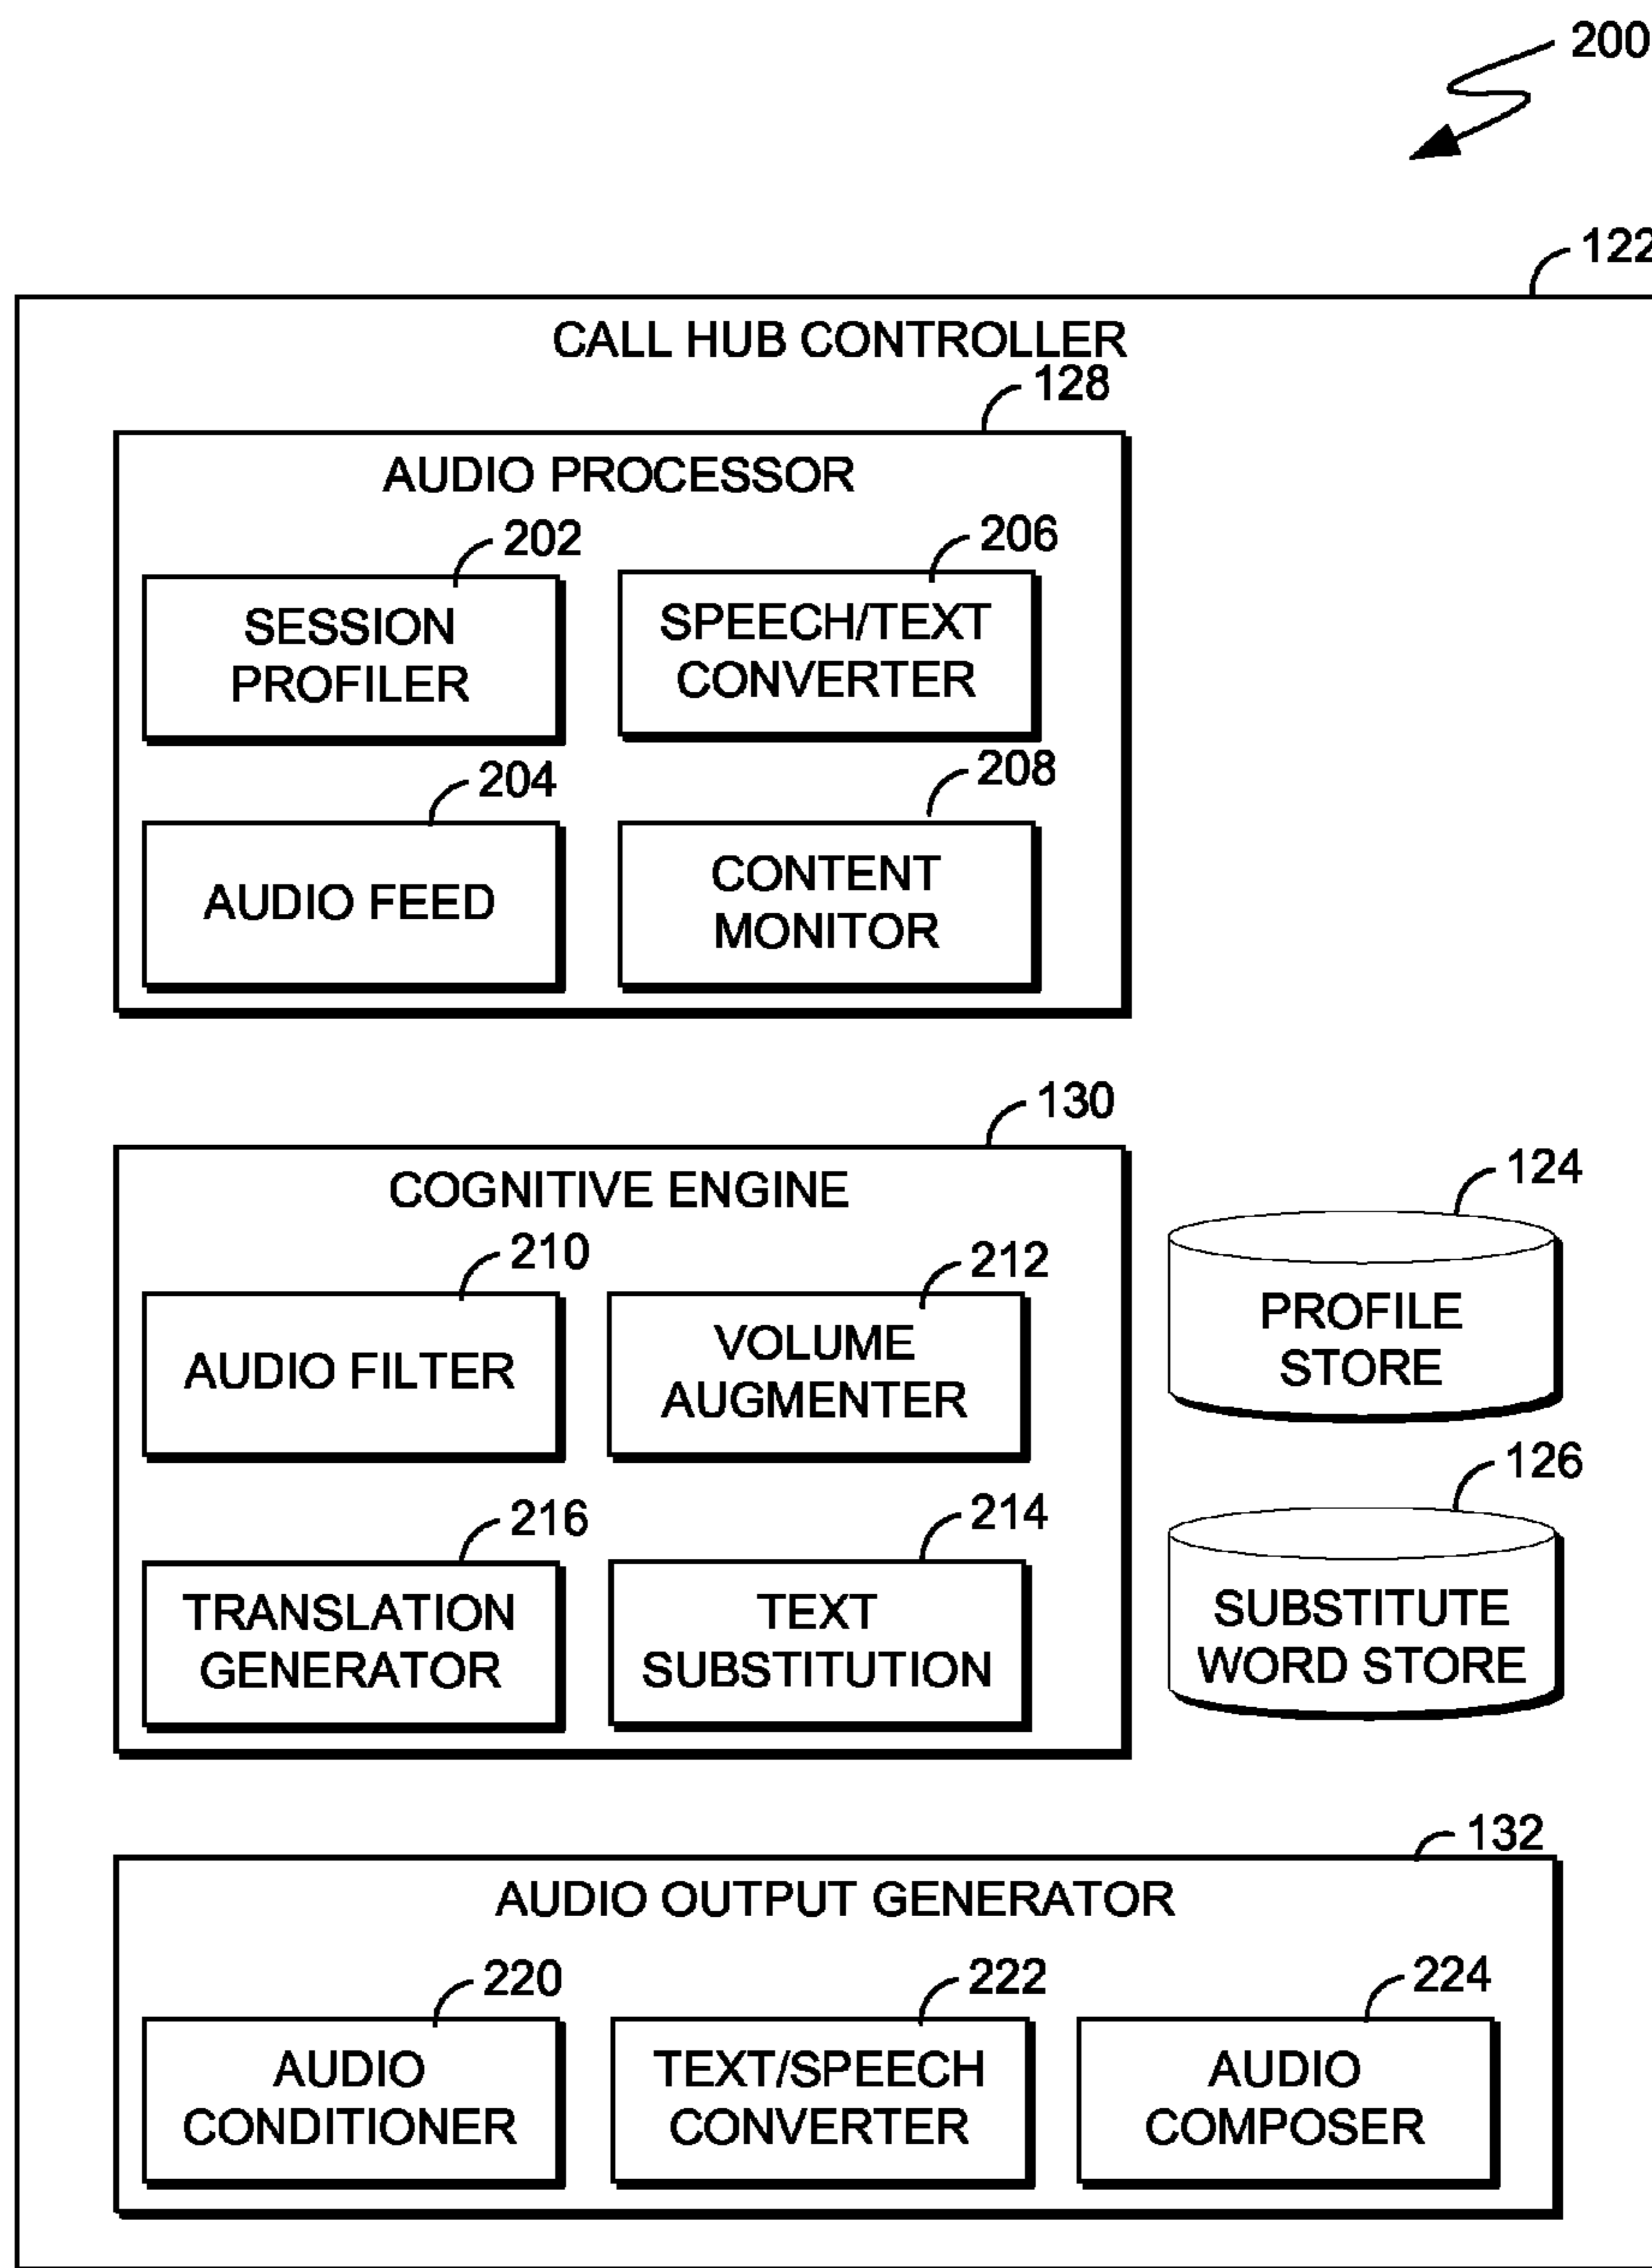 200
122
CALL HUB CONTROLLER
128
AUDIO PROCESSOR
202
SESSION
PROFILER
206
SPEECH/TEXT
CONVERTER
204
AUDIO FEED
208
CONTENT
MONITOR
130
COGNITIVE ENGINE
210
AUDIO FILTER
212
VOLUME
AUGMENTER
216
TRANSLATION
GENERATOR
214
TEXT
SUBSTITUTION
124
PROFILE
STORE
126
SUBSTITUTE
WORD STORE
132
AUDIO OUTPUT GENERATOR
220
AUDIO
CONDITIONER
222
TEXT/SPEECH
CONVERTER
224
AUDIO
COMPOSER